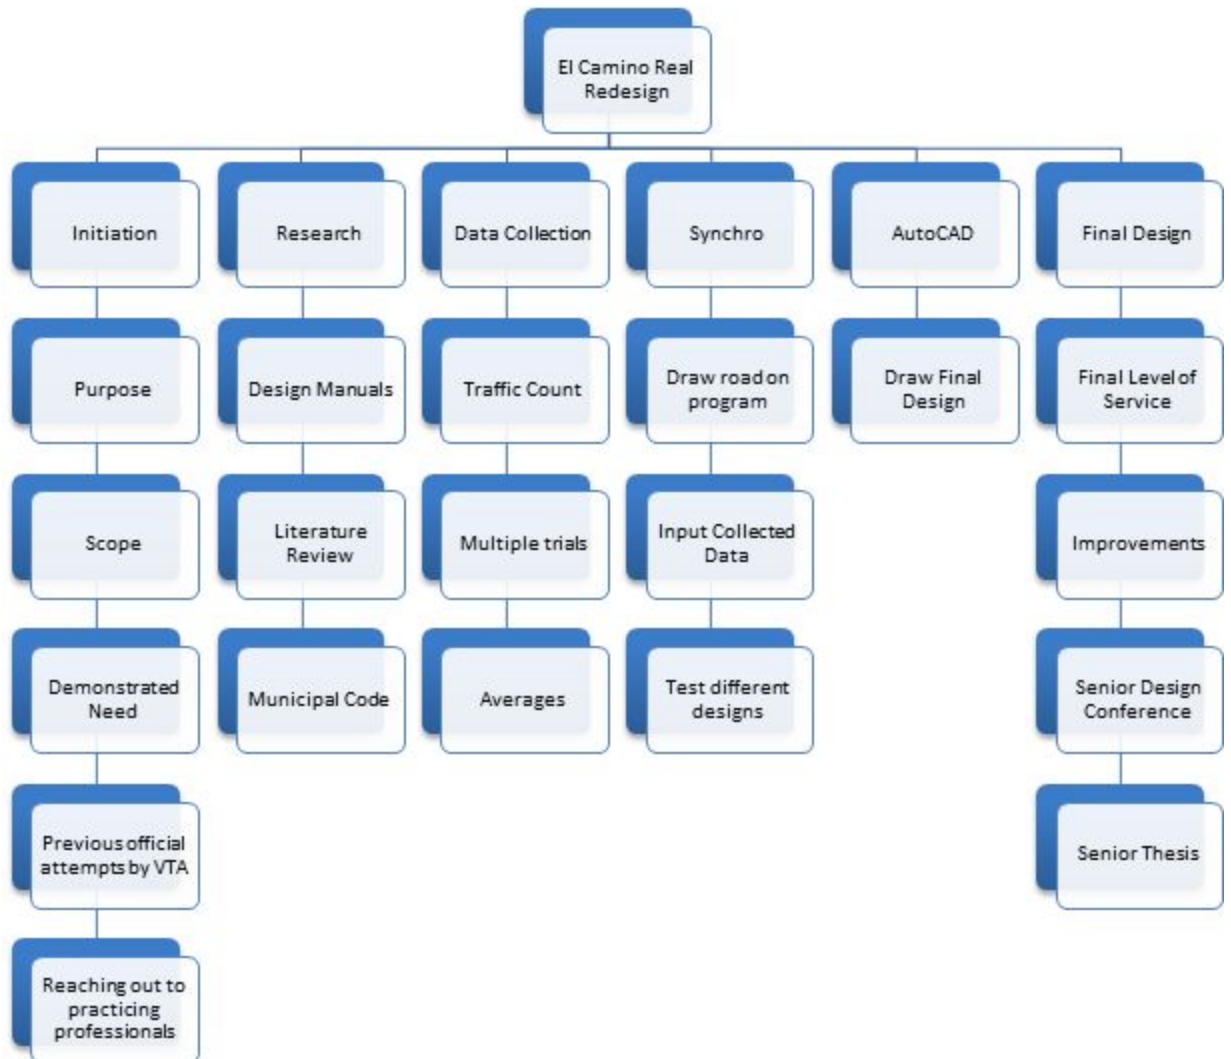 El Camino Real
Redesign
Initiation
Research
Data Collection
Synchro
AutoCAD
Final Design
Purpose
Design Manuals
Traffic Count
Draw road on
program
Draw Final
Design
Final Level of
Service
Scope
Literature
Review
Multiple trials
Input Collected
Data
Improvements
Demonstrated
Need
Municipal Code
Averages
Test different
designs
Senior Design
Conference
Previous official
attempts by VTA
Senior Thesis
Reaching out to
practicing
professionals